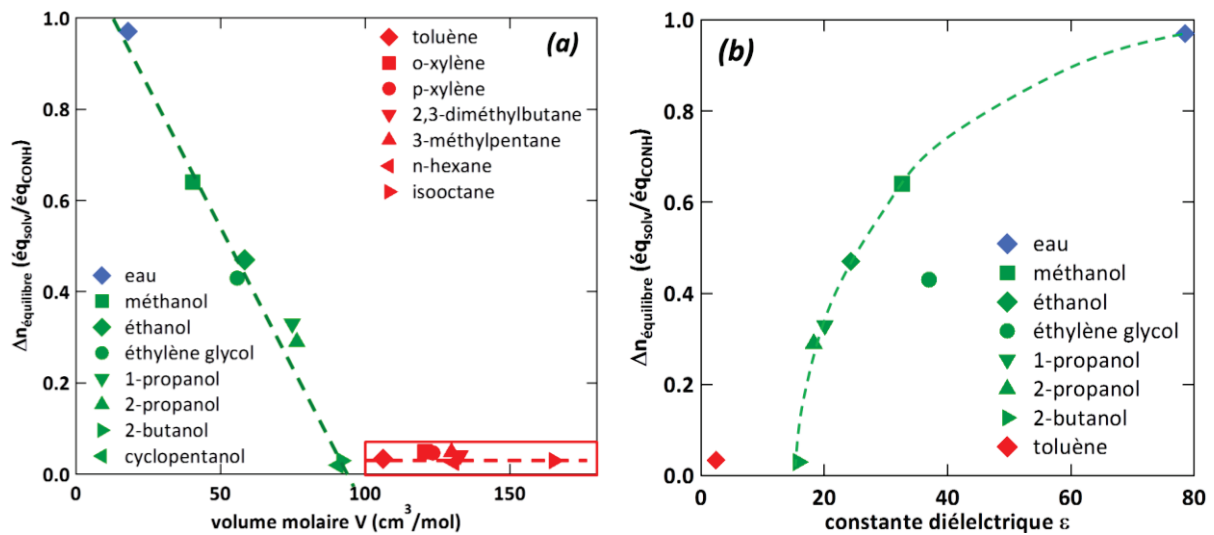 (a)
Δnéquilibre (éqsolv/éqCONH)
1.0
0.8
0.6
0.4
0.2
0.0
toluène
o-xylène
p-xylène
2,3-diméthylbutane
3-méthylpentane
n-hexane
isooctane
eau
méthanol
éthanol
éthylène glycol
1-propanol
2-propanol
2-butanol
cyclopentanol
0 50 100 150
volume molaire V (cm³/mol)
(b)
Δnéquilibre (éqsolv/éqCONH)
1.0
0.8
0.6
0.4
0.2
0.0
eau
méthanol
éthanol
éthylène glycol
1-propanol
2-propanol
2-butanol
toluène
0 20 40 60 80
constante diélelctrique ε